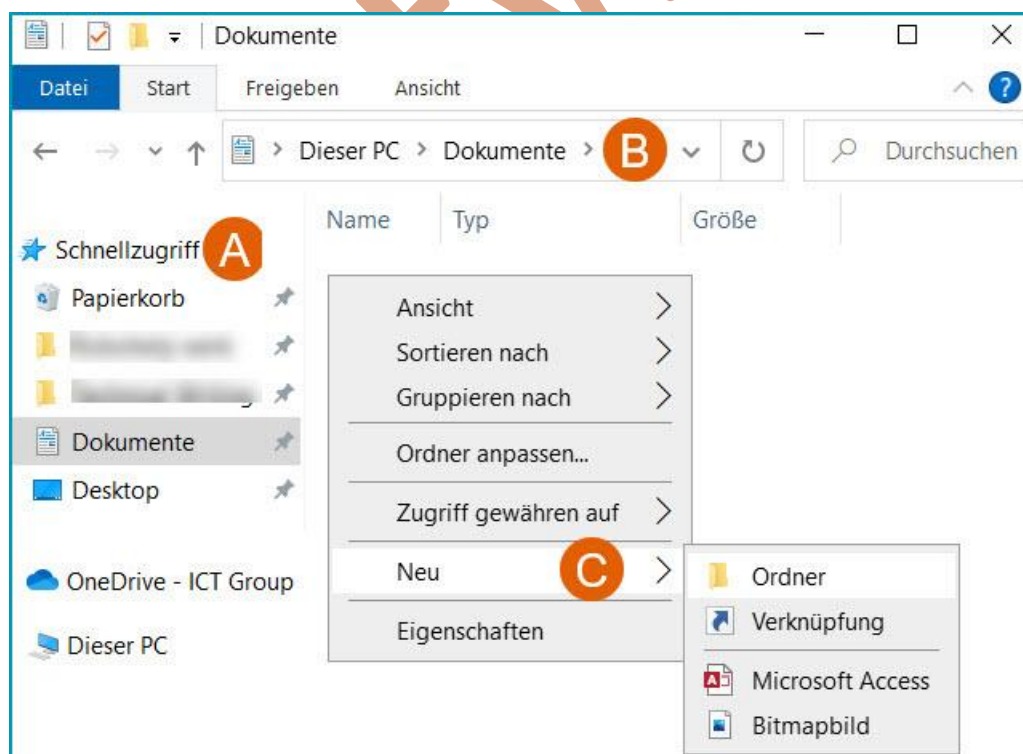 Dokumente
Datei Start Freigeben Ansicht ?
Dieser PC > Dokumente > B Durchsuchen
Name Typ Größe
Schnellzugriff A
Papierkorb
Dokumente
Desktop
OneDrive - ICT Group
Dieser PC
Ansicht
Sortieren nach
Gruppieren nach
Ordner anpassen...
Zugriff gewähren auf
Neu C
Eigenschaften
Ordner
Verknüpfung
Microsoft Access
Bitmapbild